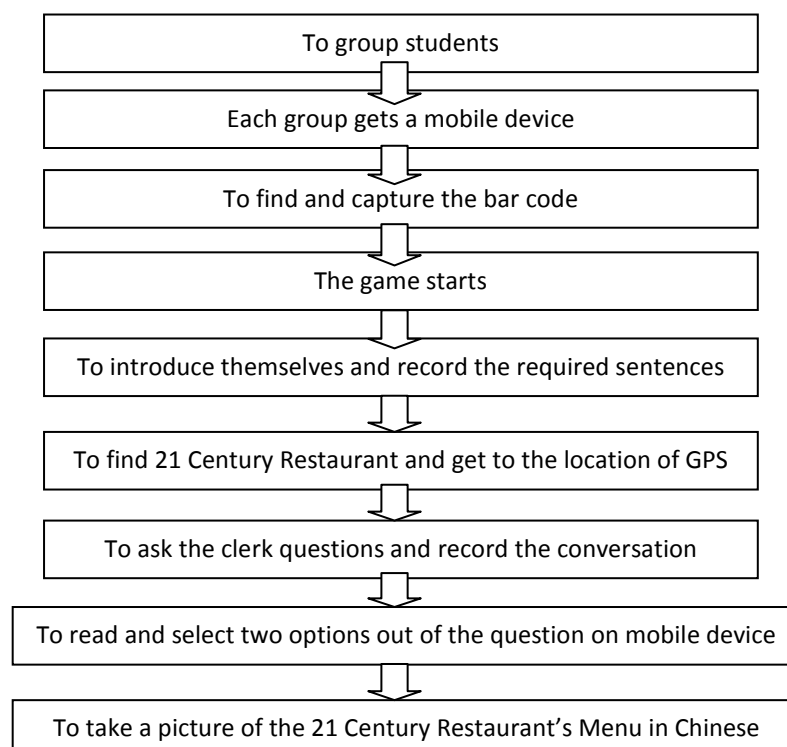 To group students
Each group gets a mobile device
To find and capture the bar code
The game starts
To introduce themselves and record the required sentences
To find 21 Century Restaurant and get to the location of GPS
To ask the clerk questions and record the conversation
To read and select two options out of the question on mobile device
To take a picture of the 21 Century Restaurant’s Menu in Chinese